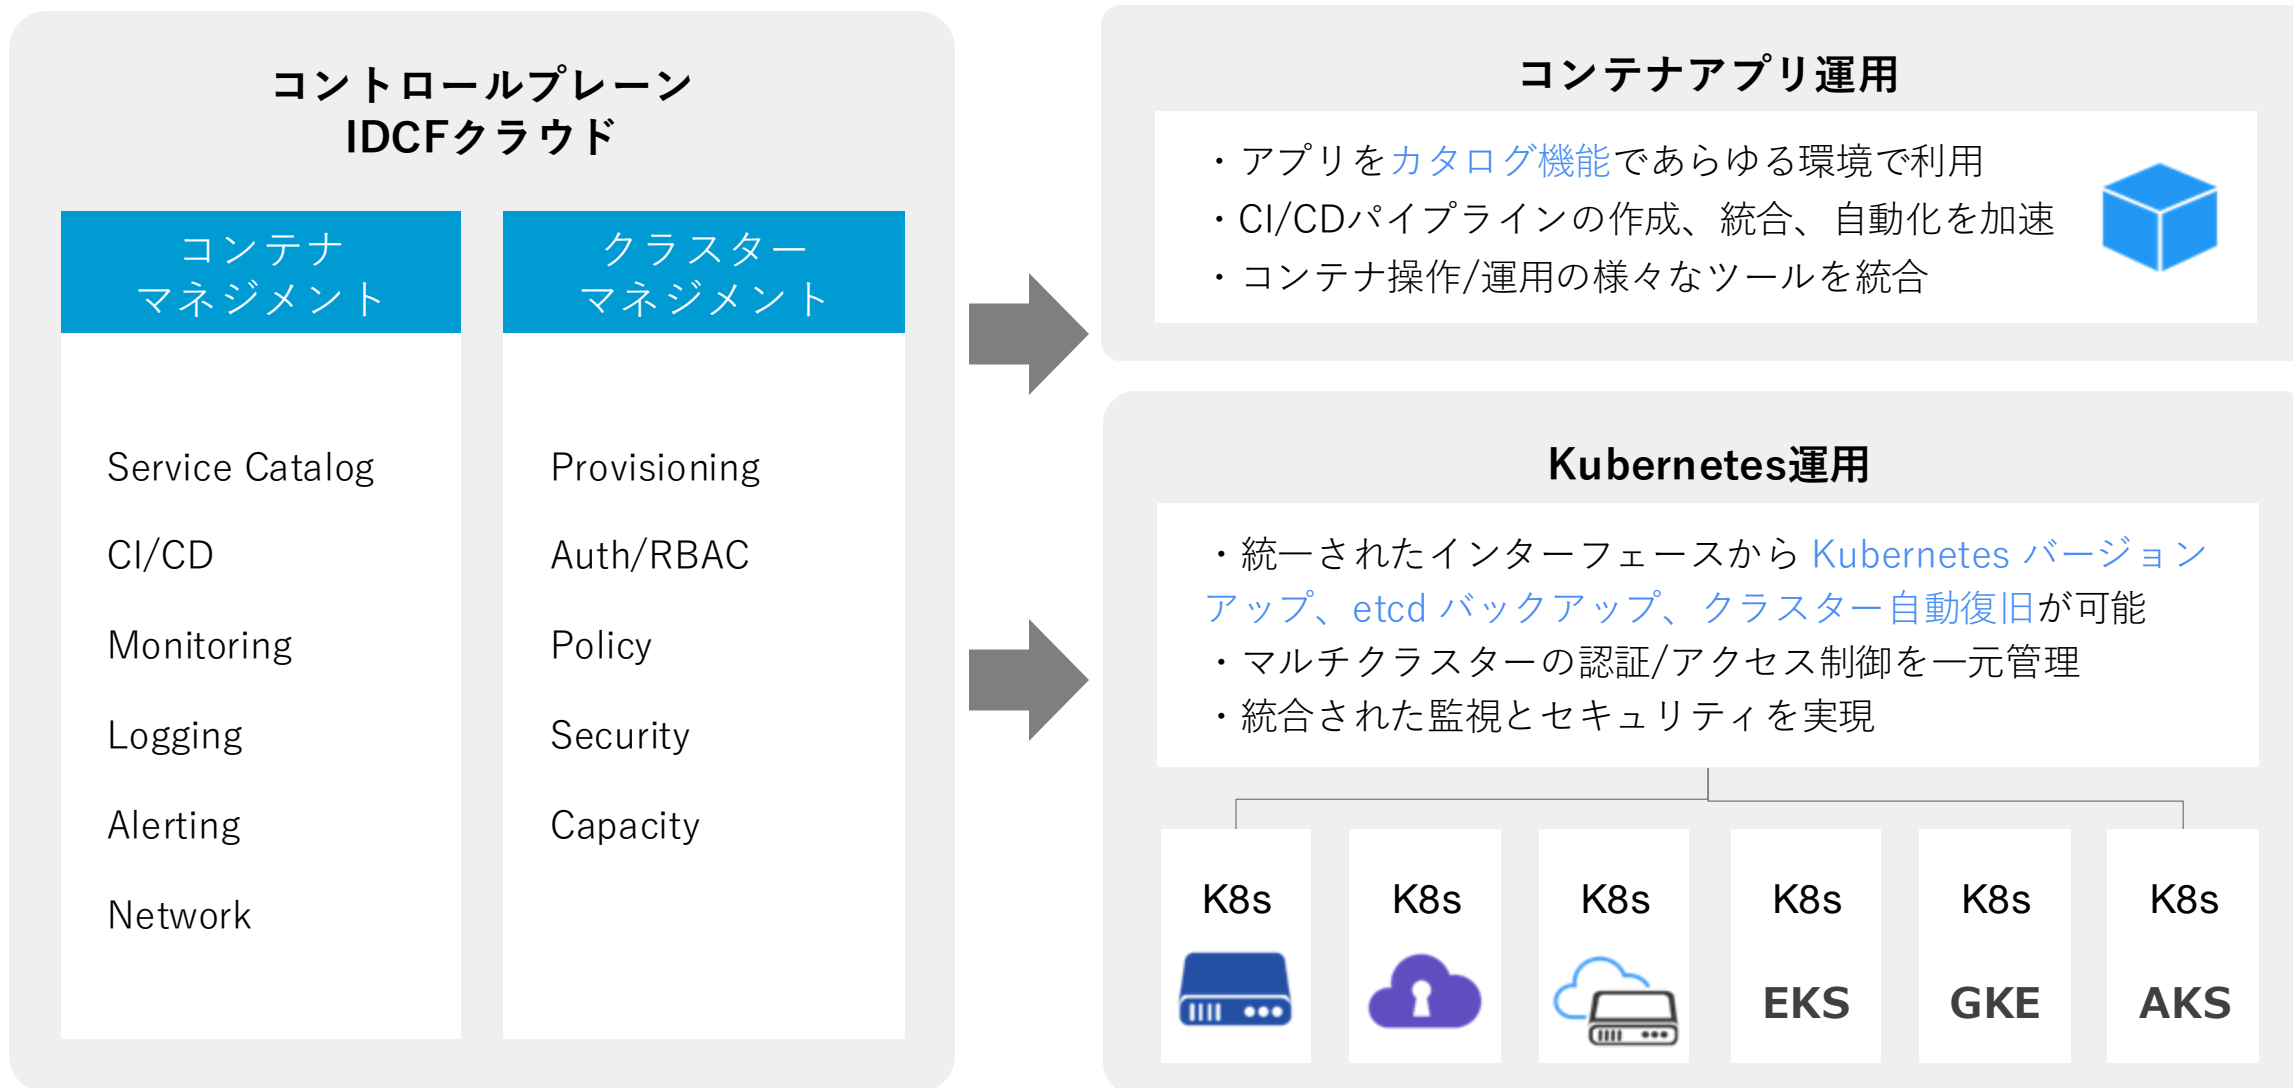 コントロールプレーン
IDCFクラウド
コンテナ
マネジメント
Service Catalog
CI/CD
Monitoring
Logging
Alerting
Network
クラスター
マネジメント
Provisioning
Auth/RBAC
Policy
Security
Capacity
コンテナアプリ運用
・アプリをカタログ機能であらゆる環境で利用
・CI/CDパイプラインの作成、統合、自動化を加速
・コンテナ操作/運用の様々なツールを統合
Kubernetes運用
・統一されたインターフェースから Kubernetes バージョン
アップ、etcd バックアップ、クラスター自動復旧が可能
・マルチクラスターの認証/アクセス制御を一元管理
・統合された監視とセキュリティを実現
K8s
K8s
K8s
K8s
EKS
K8s
GKE
K8s
AKS